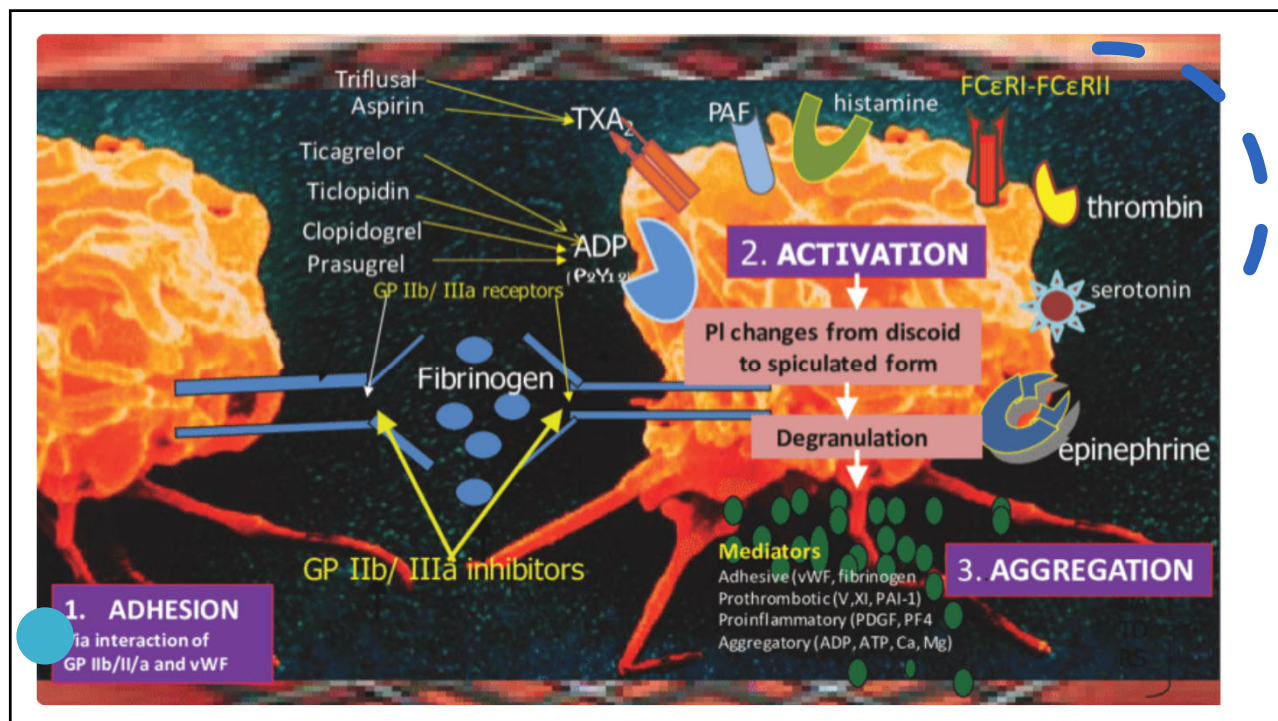 Triflusal
Aspirin
TXA2
PAF
histamine
FCεRI-FCεRII
Ticagrelor
Ticlopidin
Clopidogrel
Prasugrel
ADP
(P2Y12)
thrombin
2. ACTIVATION
GP IIb/ IIIa receptors
serotonin
Pl changes from discoid
to spiculated form
Fibrinogen
Degranulation
epinephrine
GP IIb/ IIIa inhibitors
Mediators
Adhesive (vWF, fibrinogen
Prothrombotic (V,XI, PAI-1)
Proinflammatory (PDGF, PF4
Aggregatory (ADP, ATP, Ca, Mg)
3. AGGREGATION
1. ADHESION
via interaction of
GP IIb/II/a and vWF